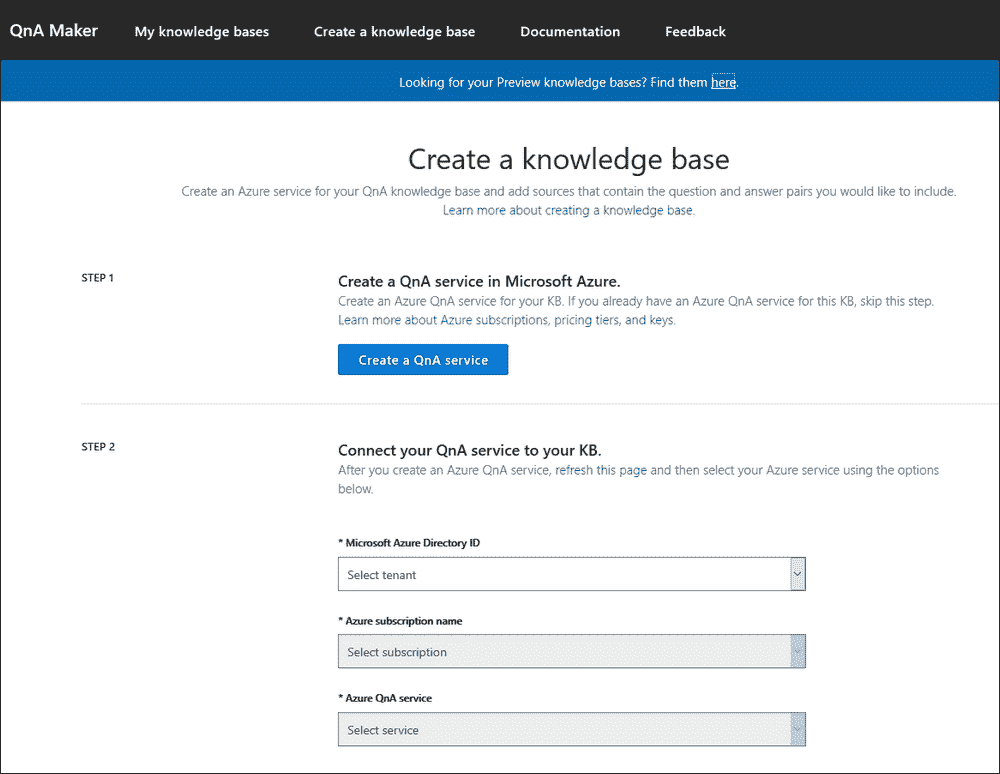 QnA Maker My knowledge bases Create a knowledge base Documentation Feedback
Looking for your Preview knowledge bases? Find them here.
Create a knowledge base
Create an Azure service for your QnA knowledge base and add sources that contain the question and answer pairs you would like to include.
Learn more about creating a knowledge base.
STEP 1
Create a QnA service in Microsoft Azure.
Create an Azure QnA service for your KB. If you already have an Azure QnA service for this KB, skip this step.
Learn more about Azure subscriptions, pricing tiers, and keys.
Create a QnA service
STEP 2
Connect your QnA service to your KB.
After you create an Azure QnA service, refresh this page and then select your Azure service using the options
below.
* Microsoft Azure Directory ID
Select tenant
* Azure subscription name
Select subscription
* Azure QnA service
Select service